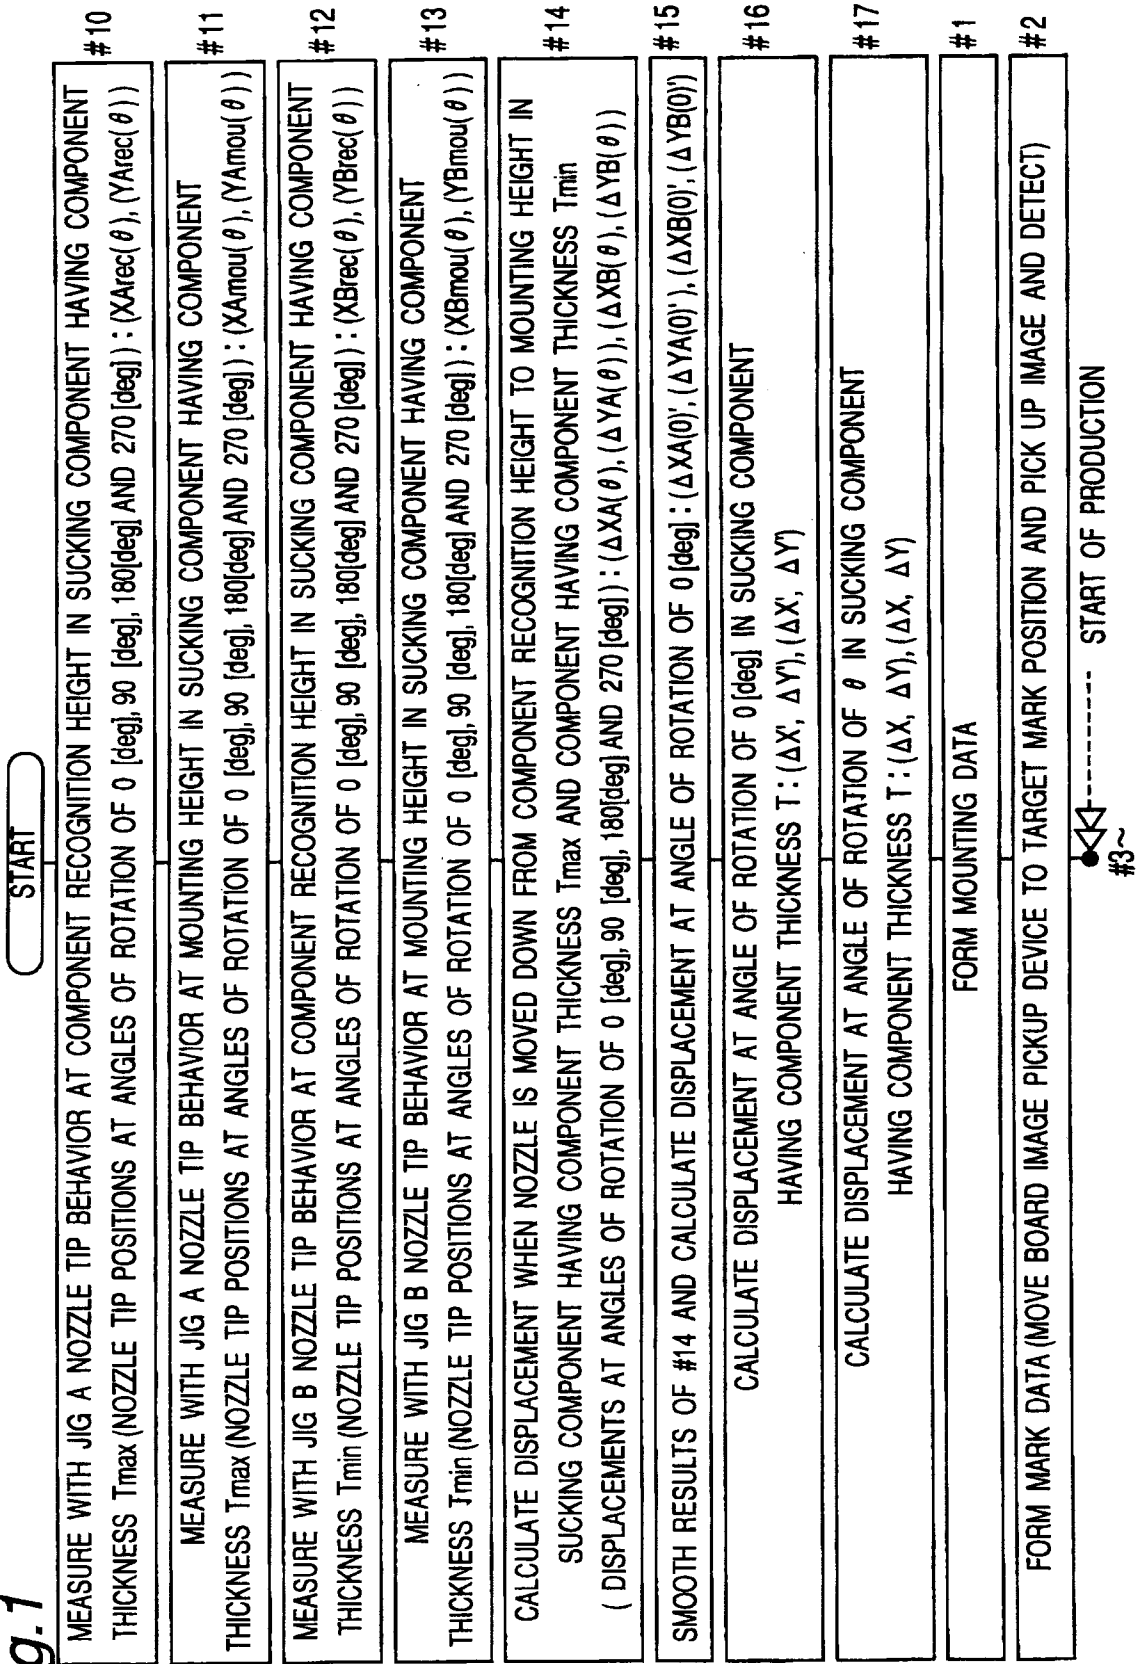 g.1
START
MEASURE WITH JIG A NOZZLE TIP BEHAVIOR AT COMPONENT RECOGNITION HEIGHT IN SUCKING COMPONENT HAVING COMPONENT
THICKNESS Tmax (NOZZLE TIP POSITIONS AT ANGLES OF ROTATION OF 0 [deg], 90 [deg], 180[deg] AND 270 [deg]) : (XArec(θ), (YArec(θ))
#10
MEASURE WITH JIG A NOZZLE TIP BEHAVIOR AT MOUNTING HEIGHT IN SUCKING COMPONENT HAVING COMPONENT
THICKNESS Tmax (NOZZLE TIP POSITIONS AT ANGLES OF ROTATION OF 0 [deg], 90 [deg], 180[deg] AND 270 [deg]) : (XAmou(θ), (YAmou(θ))
#11
MEASURE WITH JIG B NOZZLE TIP BEHAVIOR AT COMPONENT RECOGNITION HEIGHT IN SUCKING COMPONENT HAVING COMPONENT
THICKNESS Tmin (NOZZLE TIP POSITIONS AT ANGLES OF ROTATION OF 0 [deg], 90 [deg], 180[deg] AND 270 [deg]) : (XBrec(θ), (YBrec(θ))
#12
MEASURE WITH JIG B NOZZLE TIP BEHAVIOR AT MOUNTING HEIGHT IN SUCKING COMPONENT HAVING COMPONENT
THICKNESS Tmin (NOZZLE TIP POSITIONS AT ANGLES OF ROTATION OF 0 [deg], 90 [deg], 180[deg] AND 270 [deg]) : (XBmou(θ), (YBmou(θ))
#13
CALCULATE DISPLACEMENT WHEN NOZZLE IS MOVED DOWN FROM COMPONENT RECOGNITION HEIGHT TO MOUNTING HEIGHT IN
SUCKING COMPONENT HAVING COMPONENT THICKNESS Tmax AND COMPONENT HAVING COMPONENT THICKNESS Tmin
( DISPLACEMENTS AT ANGLES OF ROTATION OF 0 [deg], 90 [deg], 180[deg] AND 270 [deg]) : (ΔXA(θ), (ΔYA(θ)), (ΔXB(θ), (ΔYB(θ))
#14
SMOOTH RESULTS OF #14 AND CALCULATE DISPLACEMENT AT ANGLE OF ROTATION OF 0 [deg] : (ΔXA(0)', (ΔYA(0)'), (ΔXB(0)', (ΔYB(0)')
#15
CALCULATE DISPLACEMENT AT ANGLE OF ROTATION OF 0 [deg] IN SUCKING COMPONENT
HAVING COMPONENT THICKNESS T : (ΔX', ΔY'), (ΔX', ΔY')
#16
CALCULATE DISPLACEMENT AT ANGLE OF ROTATION OF θ IN SUCKING COMPONENT
HAVING COMPONENT THICKNESS T : (ΔX, ΔY), (ΔX, ΔY)
#17
FORM MOUNTING DATA
#1
FORM MARK DATA (MOVE BOARD IMAGE PICKUP DEVICE TO TARGET MARK POSITION AND PICK UP IMAGE AND DETECT)
#2
START OF PRODUCTION
#3~